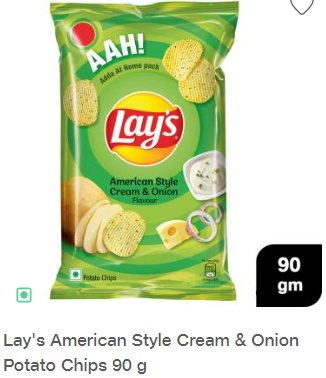 AAH!
Adda At Home pack
Lay's
American Style
Cream & Onion
Flavour
Potato Chips
90
gm
Lay's American Style Cream & Onion
Potato Chips 90 g